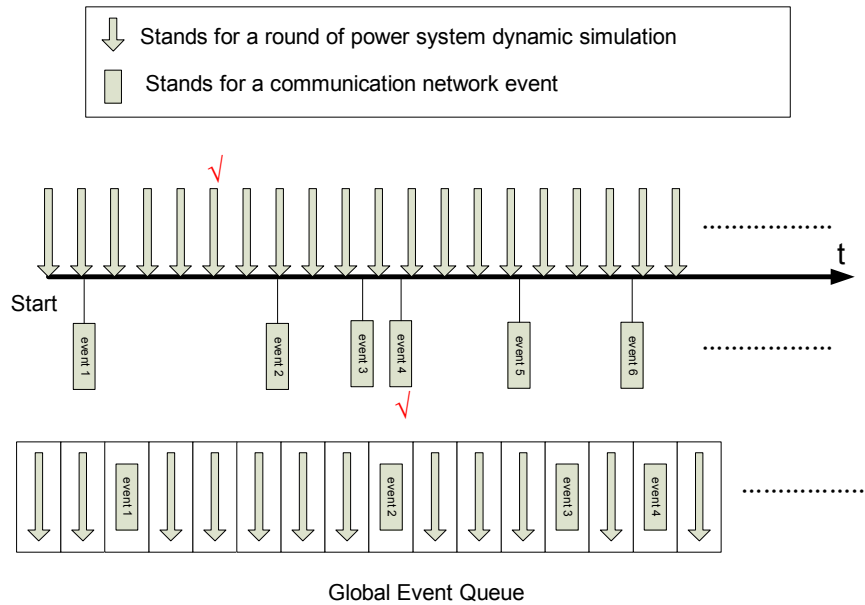 Stands for a round of power system dynamic simulation
Stands for a communication network event
√
t
Start
event 1
event 2
event 3
event 4
event 5
event 6
√
event 1
event 2
event 3
event 4
Global Event Queue